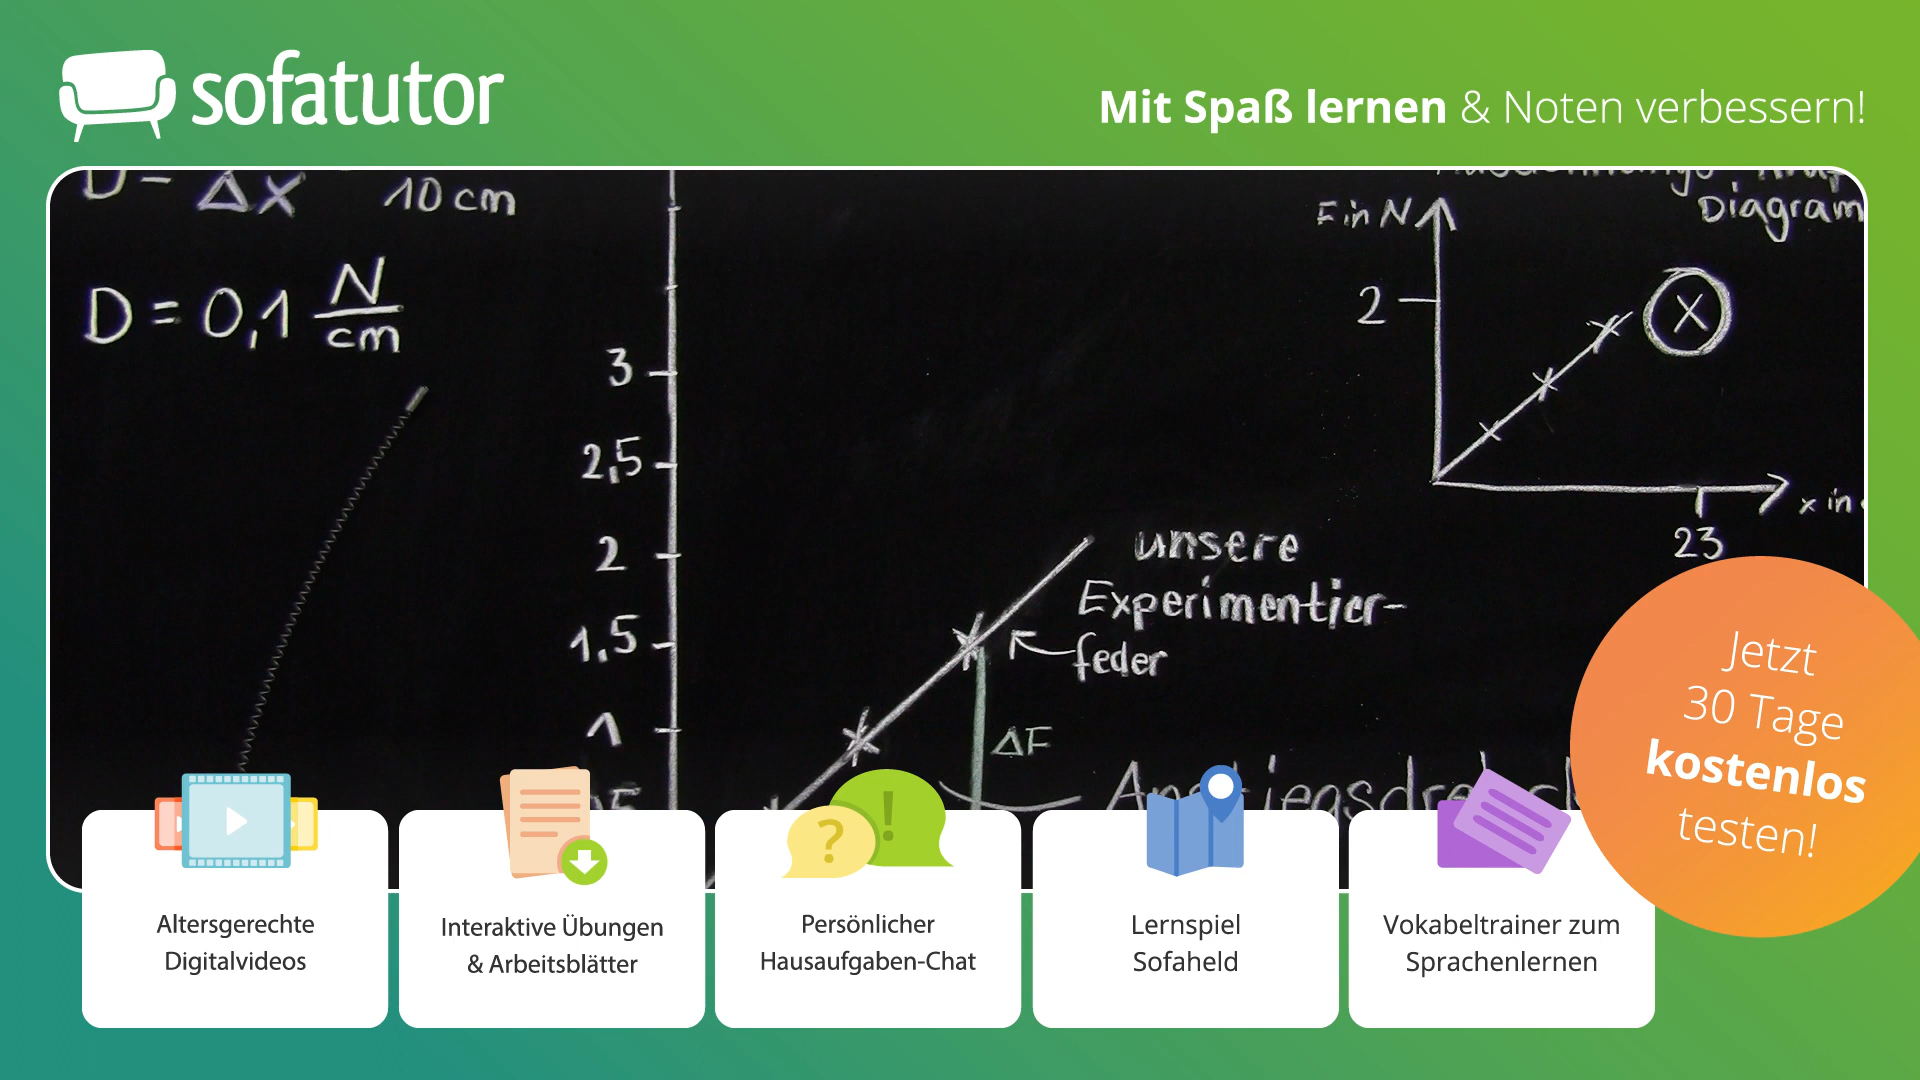 sofatutor
Mit Spaß lernen & Noten verbessern!
ΔX
10 cm
D = 0,1 N/cm
3
2,5
2
1,5
1
unsere
Experimentier-
feder
ΔF
F in N
Diagram
2
X
x in
23
Jetzt
30 Tage
kostenlos
testen!
Altersgerechte
Digitalvideos
Interaktive Übungen
& Arbeitsblätter
Persönlicher
Hausaufgaben-Chat
Lernspiel
Sofaheld
Vokabeltrainer zum
Sprachenlernen